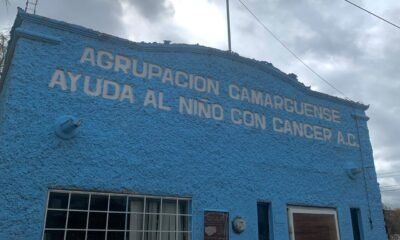 AGRUPACION CAMARGUENSE
AYUDA AL NIÑO CON CANCER A.C.